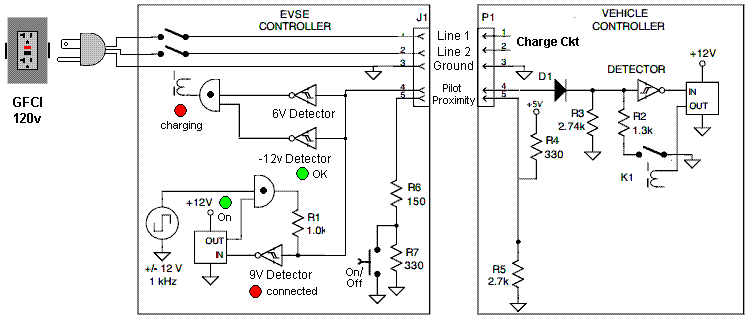 GFCI
120v
EVSE
CONTROLLER
J1
P1
VEHICLE
CONTROLLER
1
Line 1
1
Charge Ckt
2
Line 2
2
3
Ground
3
4
Pilot
4
5
Proximity
5
D1
DETECTOR
+12V
IN
OUT
charging
6V Detector
-12v Detector
OK
+5V
R3
2.74k
R2
1.3k
R4
330
K1
+12V
On
OUT
IN
R1
1.0k
R6
150
R7
330
On/
Off
R5
2.7k
+/- 12 V
1 kHz
9V Detector
connected